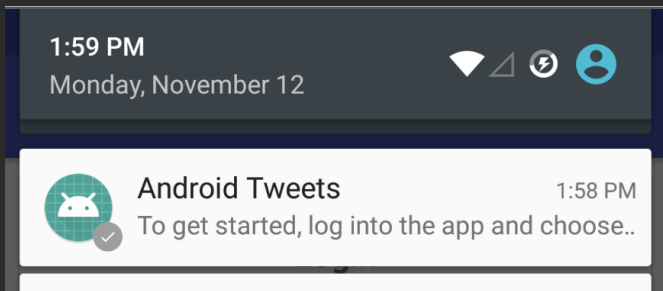 1:59 PM
Monday, November 12
Android Tweets 1:58 PM
To get started, log into the app and choose..